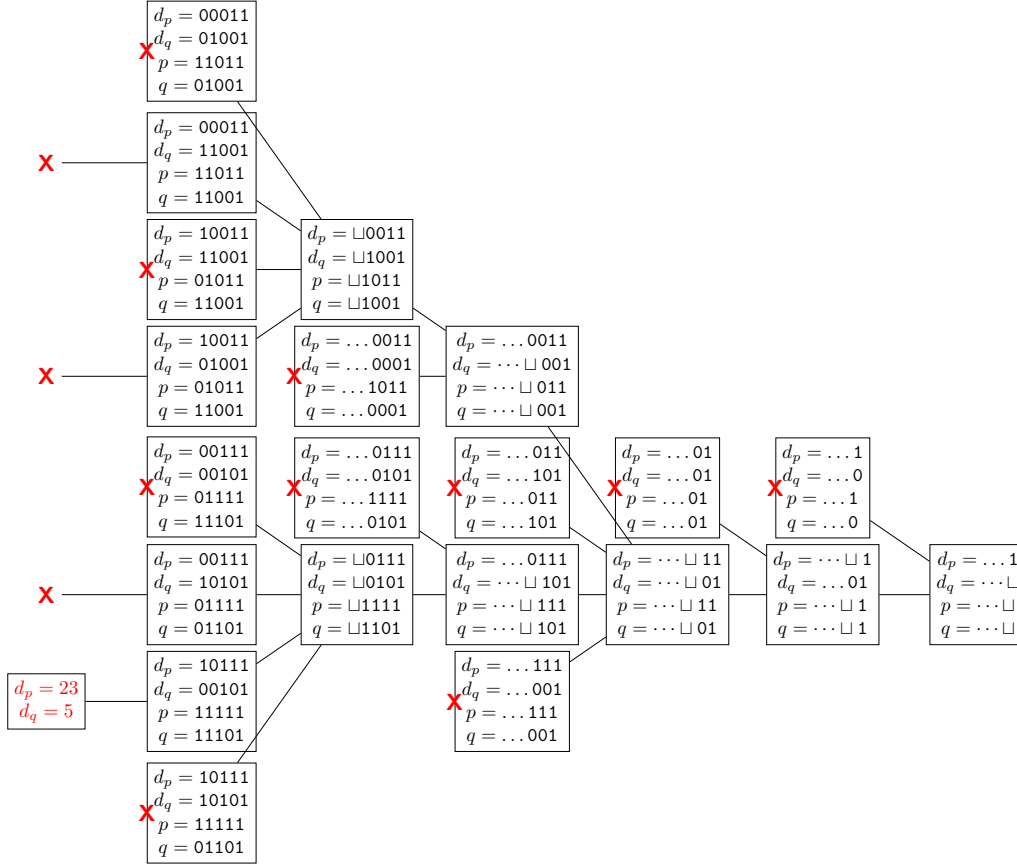 d_p = 00011
d_q = 01001
p = 11011
q = 01001
X
X
d_p = 00011
d_q = 11001
p = 11011
q = 11001
d_p = 10011
d_q = 11001
p = 01011
q = 11001
X
d_p = ⊔0011
d_q = ⊔1001
p = ⊔1011
q = ⊔1001
X
d_p = 10011
d_q = 01001
p = 01011
q = 11001
d_p = ...0011
d_q = ...0001
p = ...1011
q = ...0001
X
d_p = ...0011
d_q = ···⊔001
p = ···⊔011
q = ···⊔001
d_p = 00111
d_q = 00101
p = 01111
q = 11101
X
d_p = ...0111
d_q = ...0101
p = ...1111
q = ...0101
X
d_p = ...011
d_q = ...101
p = ...011
q = ...101
X
d_p = ...01
d_q = ...01
p = ...01
q = ...01
X
d_p = ...1
d_q = ...0
p = ...1
q = ...0
X
X
d_p = 00111
d_q = 10101
p = 01111
q = 01101
d_p = ⊔0111
d_q = ⊔0101
p = ⊔1111
q = ⊔1101
d_p = ...0111
d_q = ···⊔101
p = ···⊔111
q = ···⊔101
d_p = ···⊔11
d_q = ···⊔01
p = ···⊔11
q = ···⊔01
d_p = ···⊔1
d_q = ...01
p = ···⊔1
q = ···⊔1
d_p = ...1
d_q = ···
p = ···⊔
q = ···⊔
d_p = 23
d_q = 5
d_p = 10111
d_q = 00101
p = 11111
q = 11101
d_p = ...111
d_q = ...001
p = ...111
q = ...001
X
d_p = 10111
d_q = 10101
p = 11111
q = 01101
X